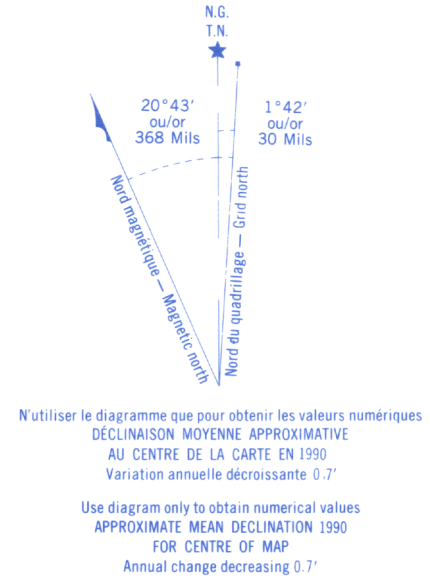 N.G.
T.N.
20°43′
ou/or
368 Mils
1°42′
ou/or
30 Mils
Nord magnétique — Magnetic north
Nord du quadrillage — Grid north
N'utiliser le diagramme que pour obtenir les valeurs numériques
DÉCLINAISON MOYENNE APPROXIMATIVE
AU CENTRE DE LA CARTE EN 1990
Variation annuelle décroissante 0.7′
Use diagram only to obtain numerical values
APPROXIMATE MEAN DECLINATION 1990
FOR CENTRE OF MAP
Annual change decreasing 0.7′